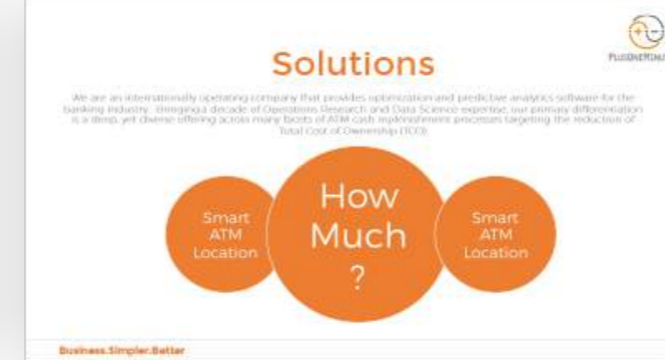 Solutions
We are an internationally operating company that provides optimization and predictive analytics software for the
banking industry. Bringing a decade of Operations Research and Data Science expertise, our primary differentiation
is a deep, yet diverse offering across many facets of ATM cash replenishment processes targeting the reduction of
Total Cost of Ownership (TCO).
Smart
ATM
Location
How
Much
?
Smart
ATM
Location
Business.Simpler.Better